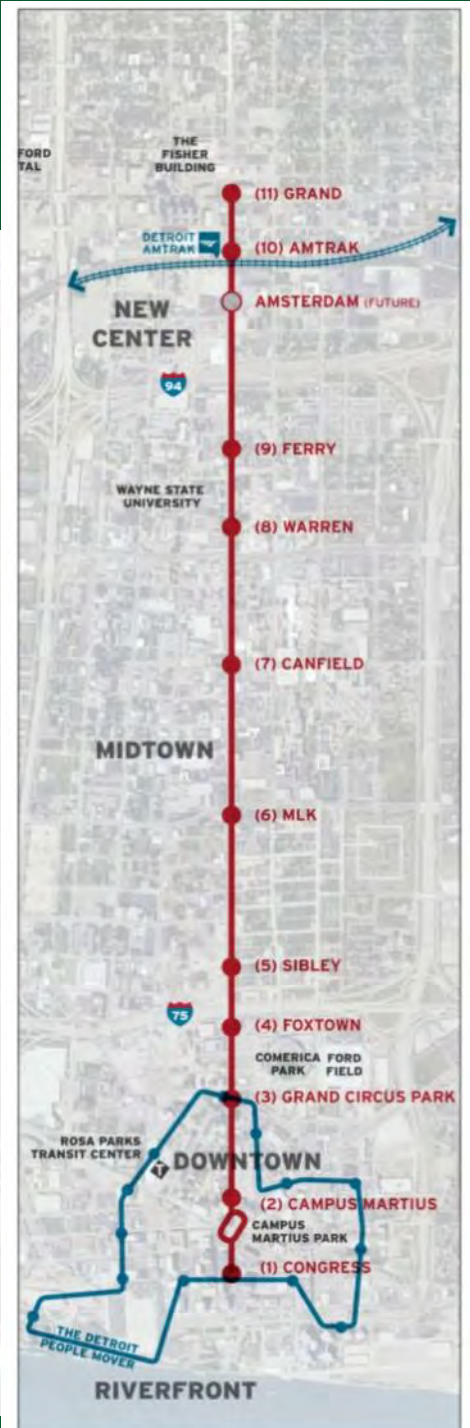 THE
FISHER
BUILDING
FORD
TAL
(11) GRAND
DETROIT
AMTRAK
(10) AMTRAK
AMSTERDAM (FUTURE)
NEW
CENTER
94
(9) FERRY
WAYNE STATE
UNIVERSITY
(8) WARREN
(7) CANFIELD
MIDTOWN
(6) MLK
(5) SIBLEY
75
(4) FOXTOWN
COMERICA
PARK
FORD
FIELD
(3) GRAND CIRCUS PARK
ROSA PARKS
TRANSIT CENTER
T
DOWNTOWN
(2) CAMPUS MARTIUS
CAMPUS
MARTIUS PARK
(1) CONGRESS
THE DETROIT
PEOPLE MOVER
RIVERFRONT